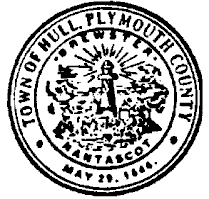 TOWN OF HULL, PLYMOUTH COUNTY
BREWSTER
NANTASCOT
MAY 29, 1644.